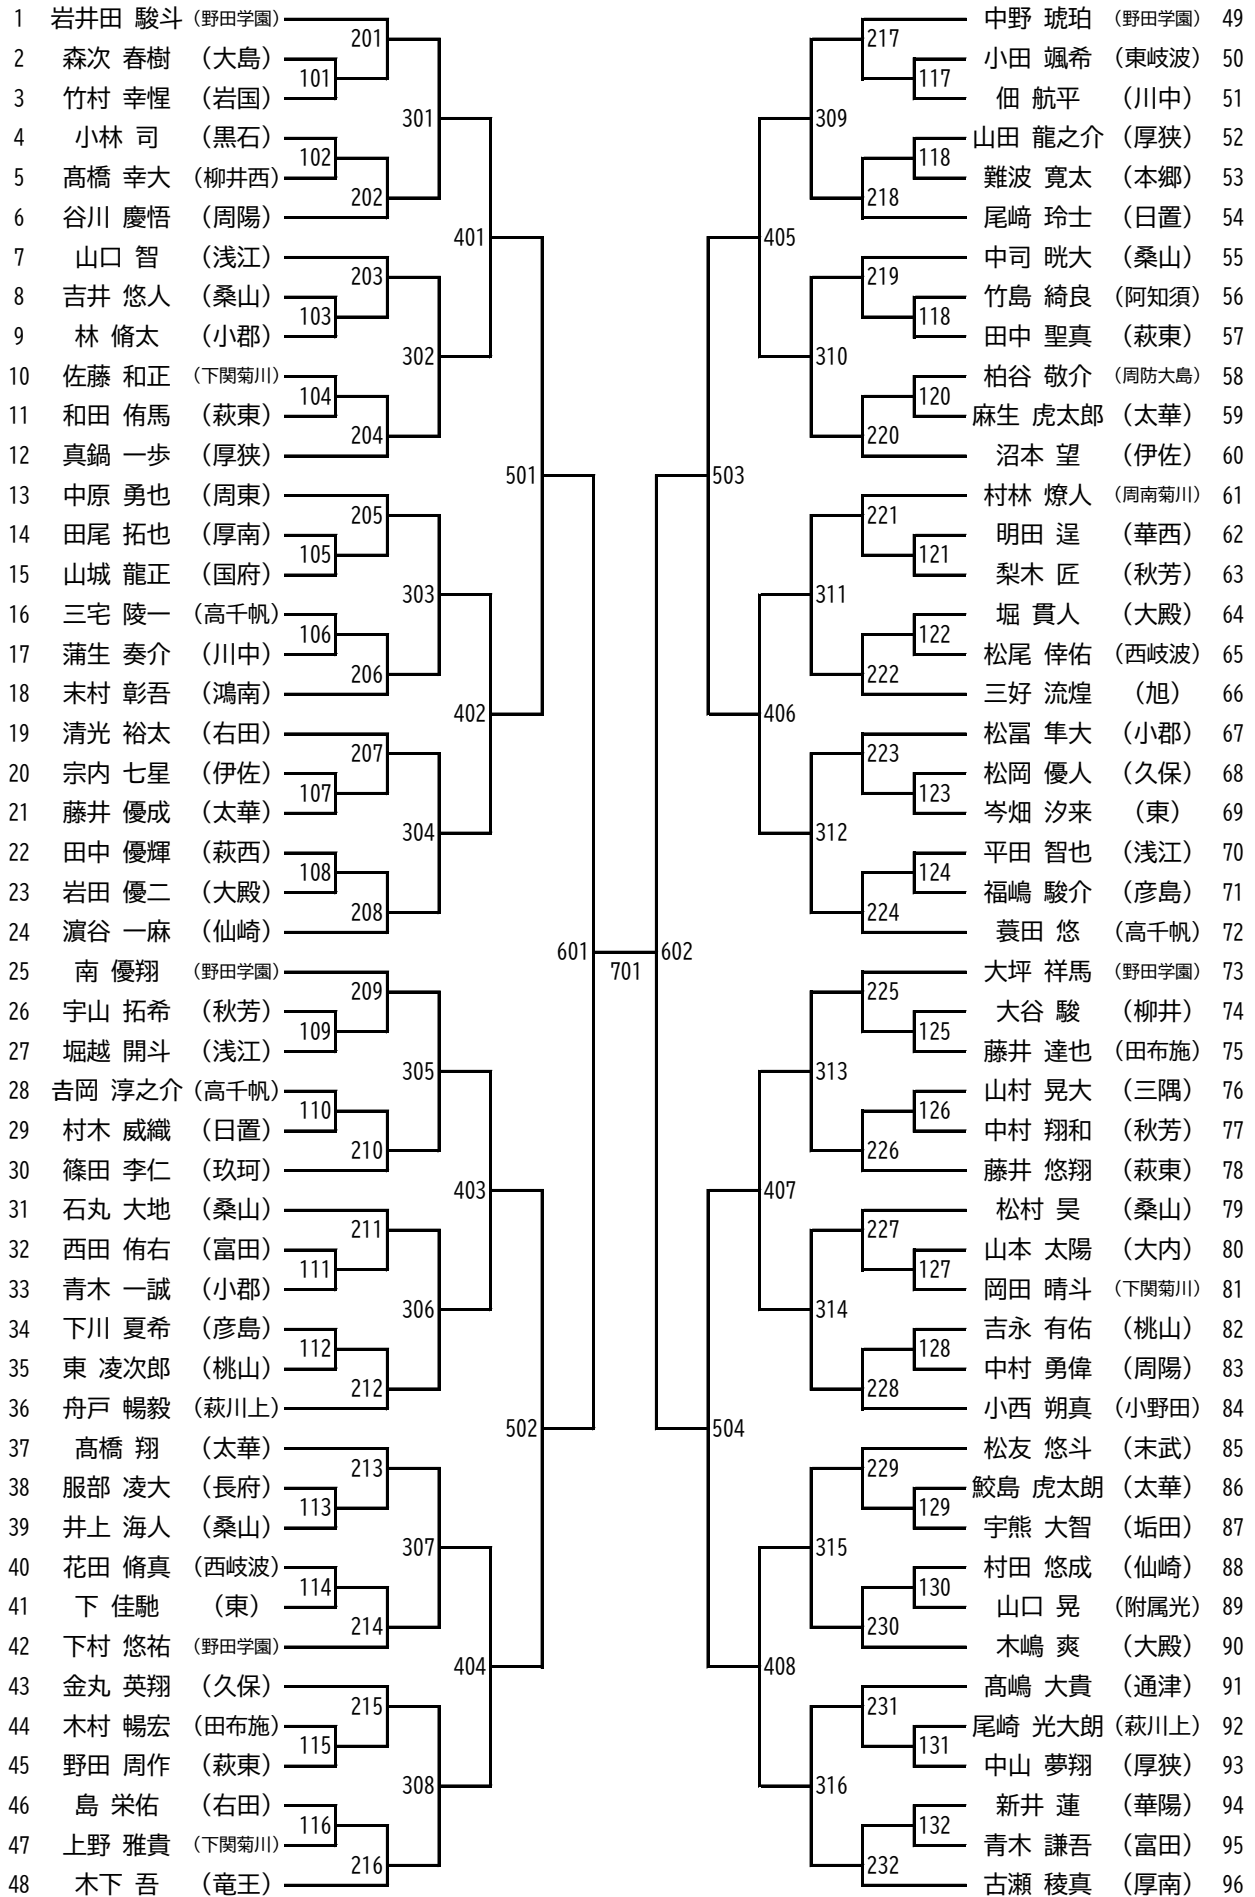 1 岩井田 駿斗 （野田学園）
2 森次 春樹 （大島）
3 竹村 幸惺 （岩国）
4 小林 司 （黒石）
5 髙橋 幸大 （柳井西）
6 谷川 慶悟 （周陽）
7 山口 智 （浅江）
8 吉井 悠人 （桑山）
9 林 脩太 （小郡）
10 佐藤 和正 （下関菊川）
11 和田 侑馬 （萩東）
12 真鍋 一歩 （厚狭）
13 中原 勇也 （周東）
14 田尾 拓也 （厚南）
15 山城 龍正 （国府）
16 三宅 陵一 （高千帆）
17 蒲生 奏介 （川中）
18 末村 彰吾 （鴻南）
19 清光 裕太 （右田）
20 宗内 七星 （伊佐）
21 藤井 優成 （太華）
22 田中 優輝 （萩西）
23 岩田 優二 （大殿）
24 濵谷 一麻 （仙崎）
25 南 優翔 （野田学園）
26 宇山 拓希 （秋芳）
27 堀越 開斗 （浅江）
28 𠮷岡 淳之介 （高千帆）
29 村木 威織 （日置）
30 篠田 李仁 （玖珂）
31 石丸 大地 （桑山）
32 西田 侑右 （富田）
33 青木 一誠 （小郡）
34 下川 夏希 （彦島）
35 東 凌次郎 （桃山）
36 舟戸 暢毅 （萩川上）
37 髙橋 翔 （太華）
38 服部 凌大 （長府）
39 井上 海人 （桑山）
40 花田 脩真 （西岐波）
41 下 佳馳 （東）
42 下村 悠祐 （野田学園）
43 金丸 英翔 （久保）
44 木村 暢宏 （田布施）
45 野田 周作 （萩東）
46 島 栄佑 （右田）
47 上野 雅貴 （下関菊川）
48 木下 吾 （竜王）
101
102
103
104
105
106
107
108
109
110
111
112
113
114
115
116
201
202
203
204
205
206
207
208
209
210
211
212
213
214
215
216
301
302
303
304
305
306
307
308
401
402
403
404
501
502
601
701
602
503
504
405
406
407
408
309
310
311
312
313
314
315
316
217
218
219
220
221
222
223
224
225
226
227
228
229
230
231
232
117
118
118
120
121
122
123
124
125
126
127
128
129
130
131
132
中野 琥珀 （野田学園） 49
小田 颯希 （東岐波） 50
佃 航平 （川中） 51
山田 龍之介 （厚狭） 52
難波 寛太 （本郷） 53
尾﨑 玲士 （日置） 54
中司 晄大 （桑山） 55
竹島 綺良 （阿知須） 56
田中 聖真 （萩東） 57
柏谷 敬介 （周防大島） 58
麻生 虎太郎 （太華） 59
沼本 望 （伊佐） 60
村林 燎人 （周南菊川） 61
明田 逞 （華西） 62
梨木 匠 （秋芳） 63
堀 貫人 （大殿） 64
松尾 倖佑 （西岐波） 65
三好 流煌 （旭） 66
松冨 隼大 （小郡） 67
松岡 優人 （久保） 68
岑畑 汐来 （東） 69
平田 智也 （浅江） 70
福嶋 駿介 （彦島） 71
蓑田 悠 （高千帆） 72
大坪 祥馬 （野田学園） 73
大谷 駿 （柳井） 74
藤井 達也 （田布施） 75
山村 晃大 （三隅） 76
中村 翔和 （秋芳） 77
藤井 悠翔 （萩東） 78
松村 昊 （桑山） 79
山本 太陽 （大内） 80
岡田 晴斗 （下関菊川） 81
吉永 有佑 （桃山） 82
中村 勇偉 （周陽） 83
小西 朔真 （小野田） 84
松友 悠斗 （末武） 85
鮫島 虎太朗 （太華） 86
宇熊 大智 （垢田） 87
村田 悠成 （仙崎） 88
山口 晃 （附属光） 89
木嶋 爽 （大殿） 90
髙嶋 大貴 （通津） 91
尾崎 光大朗 （萩川上） 92
中山 夢翔 （厚狭） 93
新井 蓮 （華陽） 94
青木 謙吾 （富田） 95
古瀬 稜真 （厚南） 96